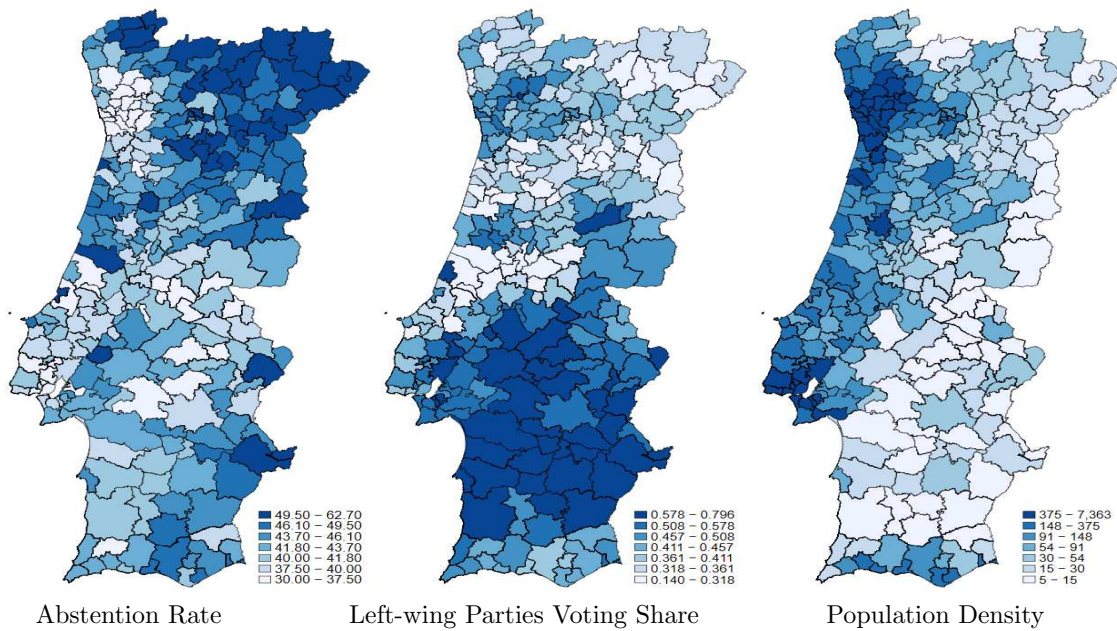 49.50 − 62.70
46.10 − 49.50
43.70 − 46.10
41.80 − 43.70
40.00 − 41.80
37.50 − 40.00
30.00 − 37.50
0.578 − 0.796
0.508 − 0.578
0.457 − 0.508
0.411 − 0.457
0.361 − 0.411
0.318 − 0.361
0.140 − 0.318
375 − 7,363
148 − 375
91 − 148
54 − 91
30 − 54
15 − 30
5 − 15
Abstention Rate
Left-wing Parties Voting Share
Population Density